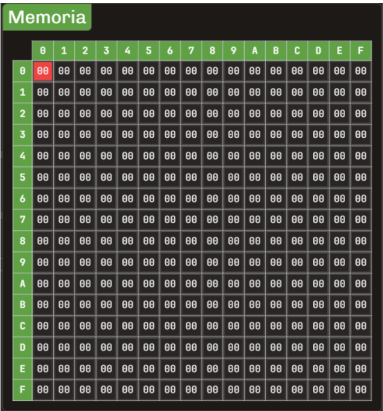 Memoria
0 1 2 3 4 5 6 7 8 9 A B C D E F
0 00 00 00 00 00 00 00 00 00 00 00 00 00 00 00 00
1 00 00 00 00 00 00 00 00 00 00 00 00 00 00 00 00
2 00 00 00 00 00 00 00 00 00 00 00 00 00 00 00 00
3 00 00 00 00 00 00 00 00 00 00 00 00 00 00 00 00
4 00 00 00 00 00 00 00 00 00 00 00 00 00 00 00 00
5 00 00 00 00 00 00 00 00 00 00 00 00 00 00 00 00
6 00 00 00 00 00 00 00 00 00 00 00 00 00 00 00 00
7 00 00 00 00 00 00 00 00 00 00 00 00 00 00 00 00
8 00 00 00 00 00 00 00 00 00 00 00 00 00 00 00 00
9 00 00 00 00 00 00 00 00 00 00 00 00 00 00 00 00
A 00 00 00 00 00 00 00 00 00 00 00 00 00 00 00 00
B 00 00 00 00 00 00 00 00 00 00 00 00 00 00 00 00
C 00 00 00 00 00 00 00 00 00 00 00 00 00 00 00 00
D 00 00 00 00 00 00 00 00 00 00 00 00 00 00 00 00
E 00 00 00 00 00 00 00 00 00 00 00 00 00 00 00 00
F 00 00 00 00 00 00 00 00 00 00 00 00 00 00 00 00